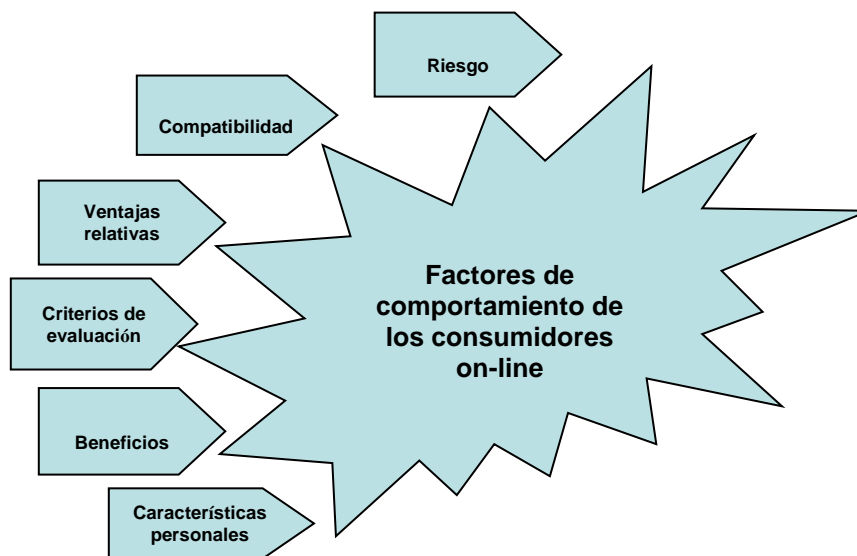 Riesgo
Compatibilidad
Ventajas
relativas
Criterios de
evaluación
Beneficios
Características
personales
Factores de
comportamiento de
los consumidores
on-line